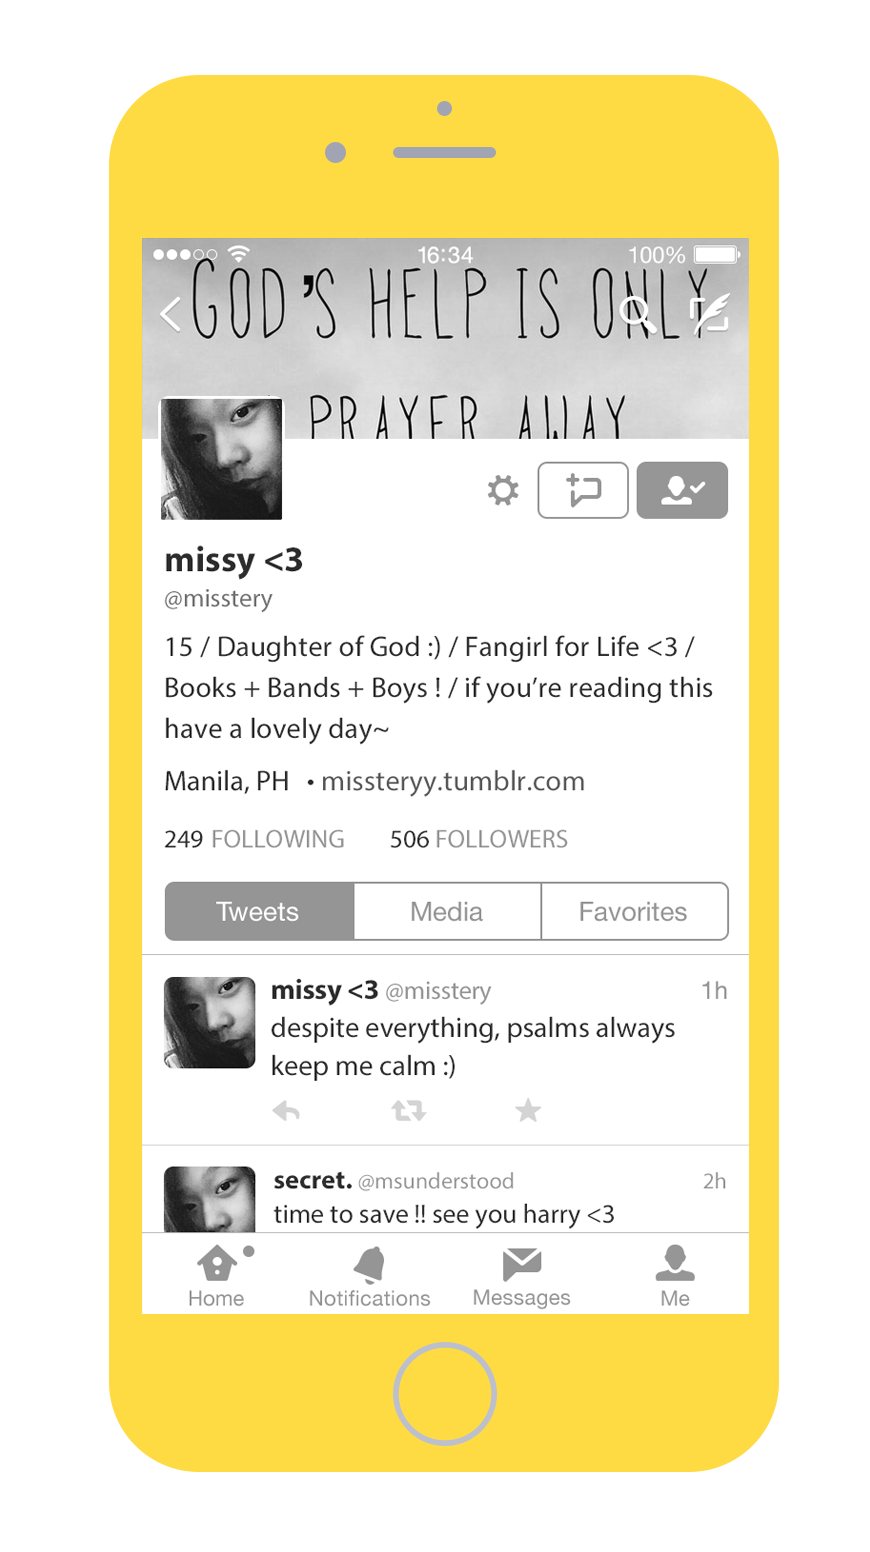 16:34
100%
GOD'S HELP IS ONLY
PRAYER AWAY
missy <3
@misstery
15 / Daughter of God :) / Fangirl for Life <3 /
Books + Bands + Boys ! / if you’re reading this
have a lovely day~
Manila, PH • missteryy.tumblr.com
249 FOLLOWING 506 FOLLOWERS
Tweets Media Favorites
missy <3 @misstery 1h
despite everything, psalms always
keep me calm :)
secret. @msunderstood 2h
time to save !! see you harry <3
Home Notifications Messages Me